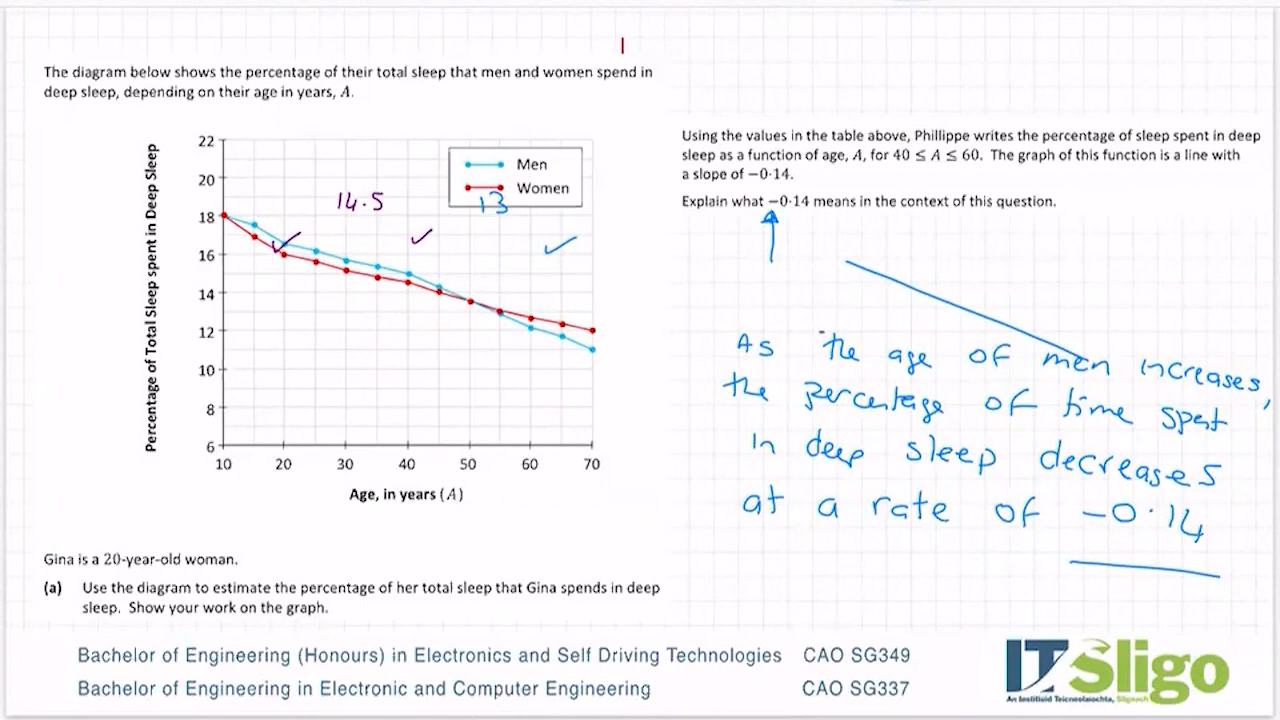 The diagram below shows the percentage of their total sleep that men and women spend in
deep sleep, depending on their age in years, A.
Percentage of Total Sleep spent in Deep Sleep
22
20
18
16
14
12
10
8
6
10 20 30 40 50 60 70
Age, in years (A)
Men
Women
14.5
13
Gina is a 20-year-old woman.
(a) Use the diagram to estimate the percentage of her total sleep that Gina spends in deep
sleep. Show your work on the graph.
Using the values in the table above, Phillippe writes the percentage of sleep spent in deep
sleep as a function of age, A, for 40 ≤ A ≤ 60. The graph of this function is a line with
a slope of −0·14.
Explain what −0·14 means in the context of this question.
As the age of men increases,
the percentage of time spent
in deep sleep decreases
at a rate of -0.14
Bachelor of Engineering (Honours) in Electronics and Self Driving Technologies CAO SG349
Bachelor of Engineering in Electronic and Computer Engineering CAO SG337
IT Sligo
An Institiúid Teicneolaíochta, Sligeach